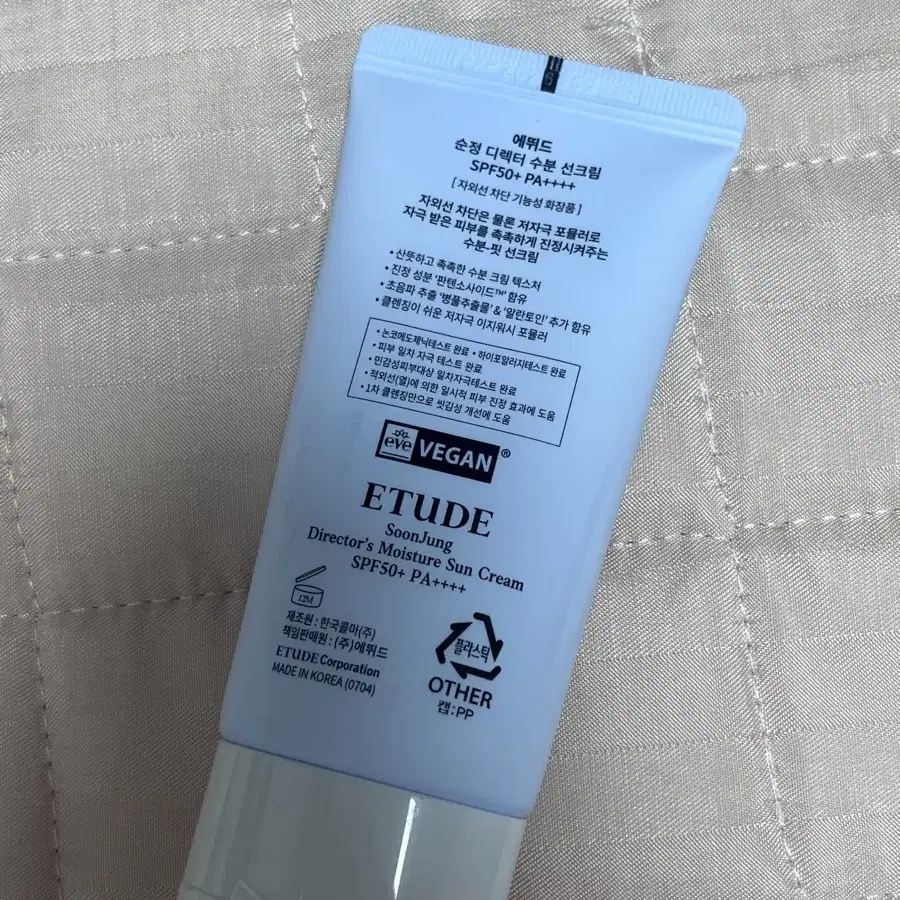 에뛰드
순정 디렉터 수분 선크림
SPF50+ PA++++
[ 자외선 차단 기능성 화장품 ]
자외선 차단은 물론 저자극 포뮬러로
자극 받은 피부를 촉촉하게 진정시켜주는
수분-핏 선크림
• 산뜻하고 촉촉한 수분 크림 텍스처
• 진정 성분 '판텐소사이드™' 함유
• 초음파 추출 '병풀추출물' & '알란토인' 추가 함유
• 클렌징이 쉬운 저자극 이지워시 포뮬러
• 논코메도제닉테스트 완료 • 하이포알러지테스트 완료
• 피부 일차 자극 테스트 완료
• 민감성피부대상 일차자극테스트 완료
• 적외선(열)에 의한 일시적 피부 진정 효과에 도움
• 1차 클렌징만으로 씻김성 개선에 도움
eve VEGAN ®
ETUDE
SoonJung
Director's Moisture Sun Cream
SPF50+ PA++++
12M
제조원 : 한국콜마(주)
책임판매원 : (주)에뛰드
ETUDE Corporation
MADE IN KOREA (0704)
플라스틱
OTHER
캡:PP